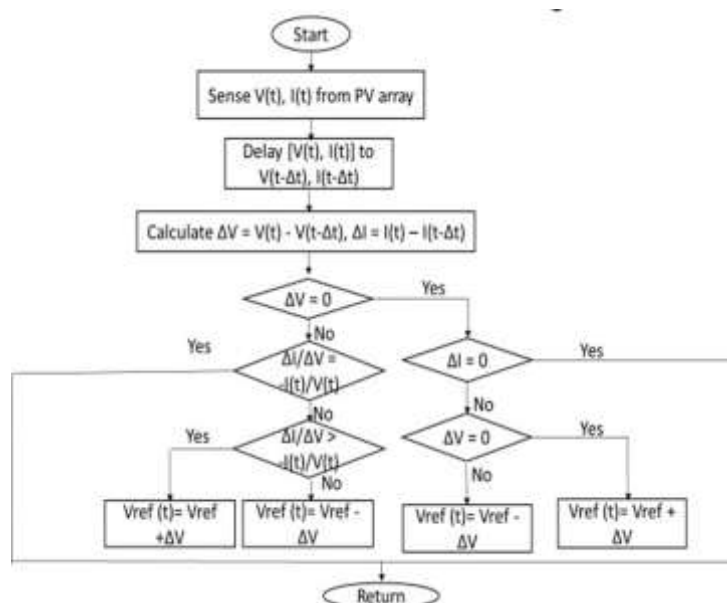 Start
Sense V(t), I(t) from PV array
Delay [V(t), I(t)] to
V(t-Δt), I(t-Δt)
Calculate ΔV = V(t) - V(t-Δt), ΔI = I(t) – I(t-Δt)
ΔV = 0
Yes
No
Yes
ΔI/ΔV =
-I(t)/V(t)
ΔI = 0
Yes
No
No
Yes
ΔI/ΔV >
-I(t)/V(t)
ΔV = 0
Yes
No
No
Vref (t)= Vref
+ΔV
Vref (t)= Vref -
ΔV
Vref (t)= Vref -
ΔV
Vref (t)= Vref +
ΔV
Return